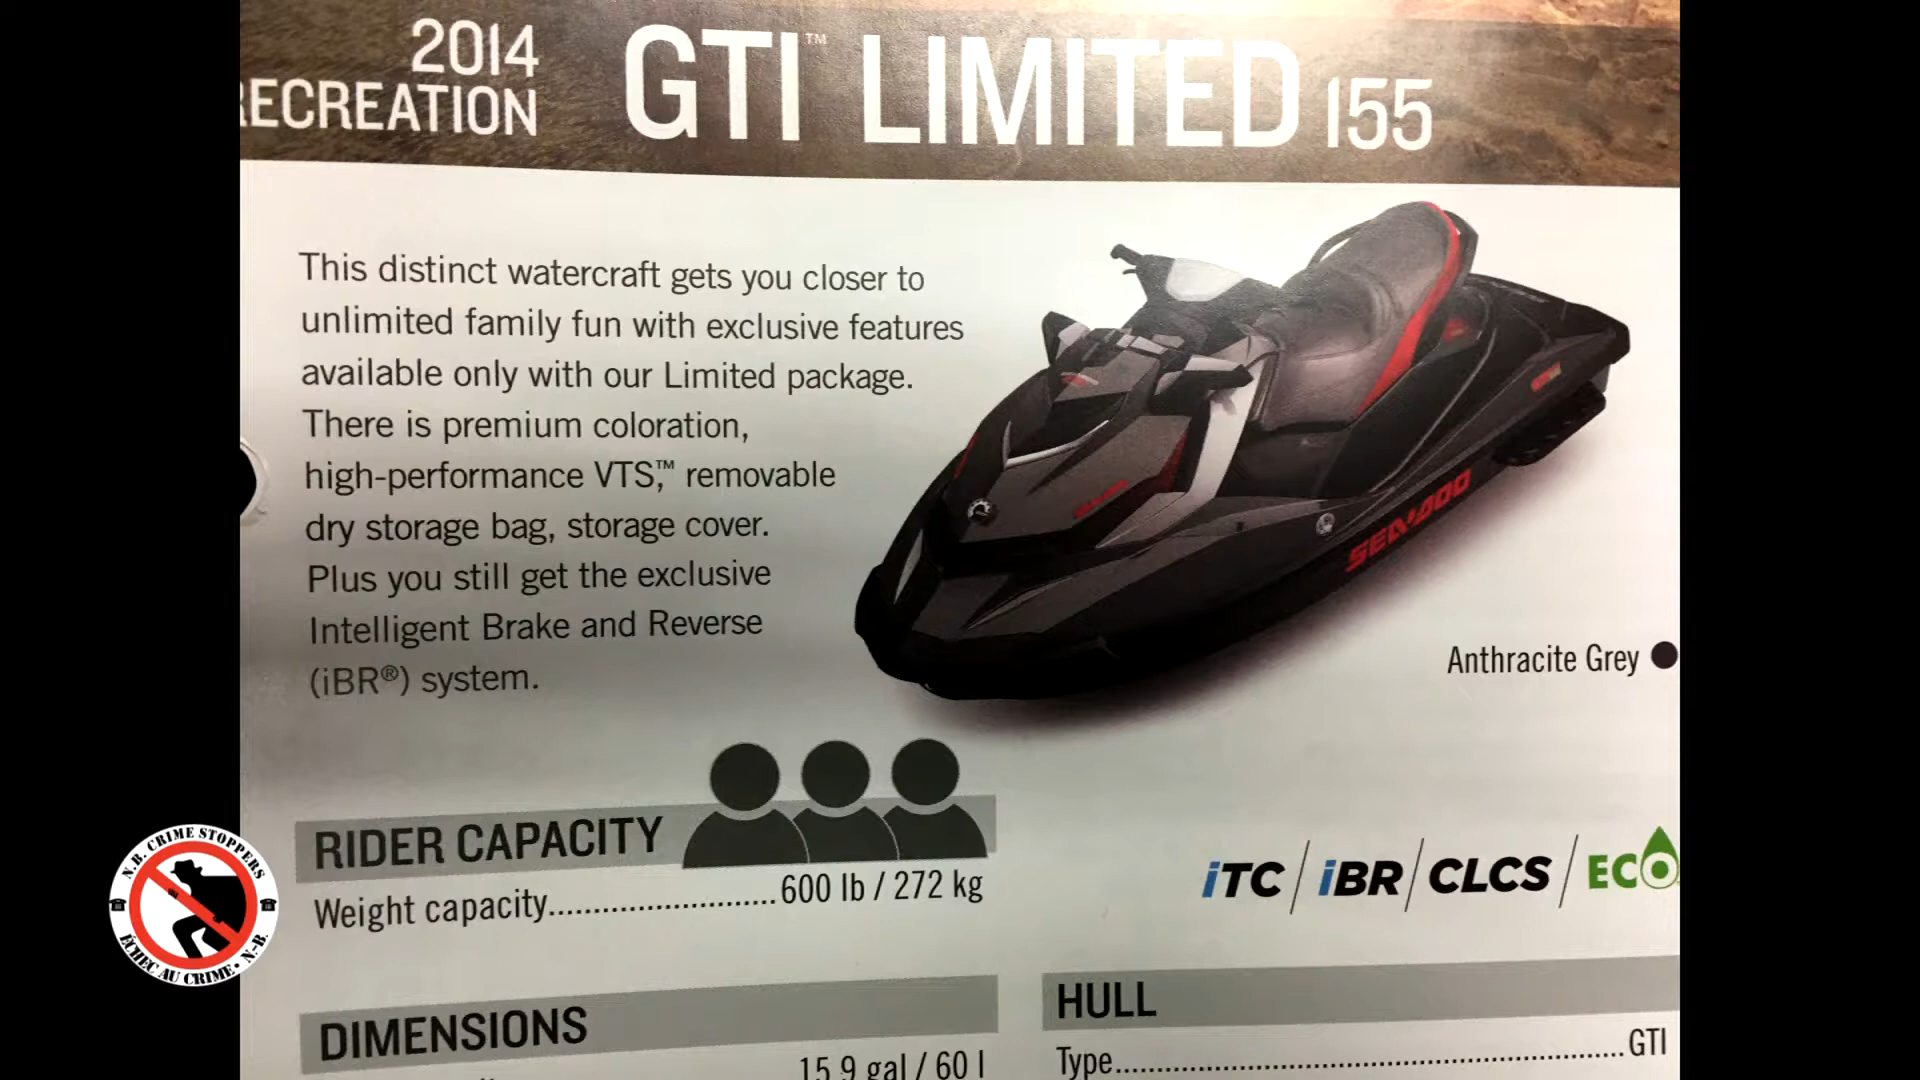 2014
RECREATION
GTI™ LIMITED 155
This distinct watercraft gets you closer to
unlimited family fun with exclusive features
available only with our Limited package.
There is premium coloration,
high-performance VTS,™ removable
dry storage bag, storage cover.
Plus you still get the exclusive
Intelligent Brake and Reverse
(iBR®) system.
SEA-DOO
Anthracite Grey
RIDER CAPACITY
Weight capacity.........................600 lb / 272 kg
iTC / iBR / CLCS / ECO
DIMENSIONS
15.9 gal / 60 l
HULL
Type........................................................GTI
N.B. CRIME STOPPERS
ÉCHEC AU CRIME • N.-B.